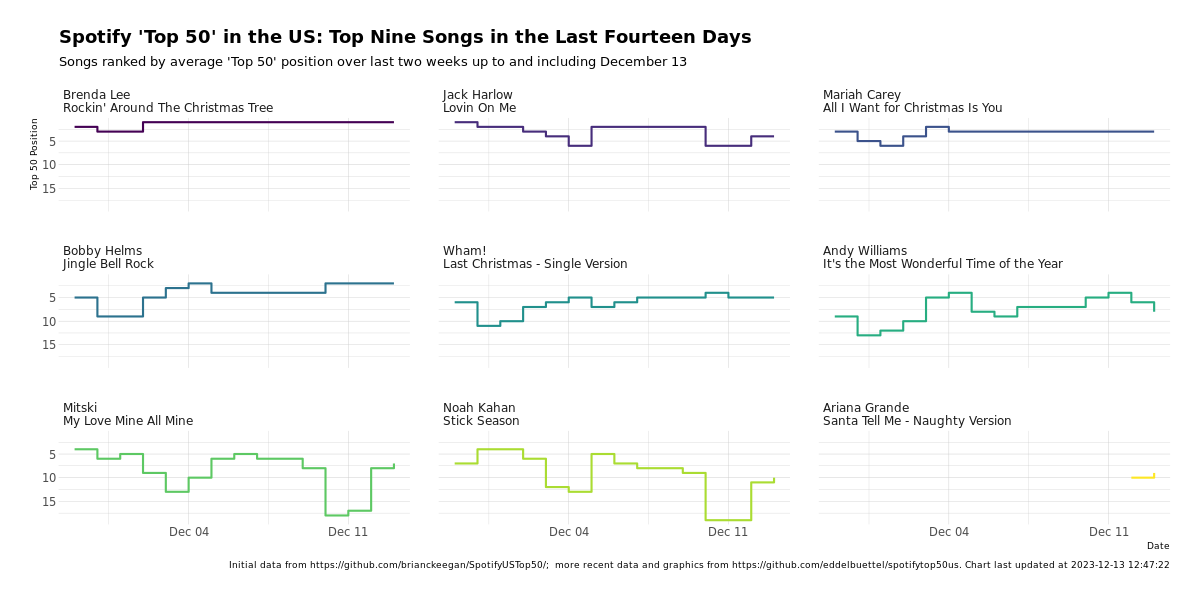 Spotify 'Top 50' in the US: Top Nine Songs in the Last Fourteen Days
Songs ranked by average 'Top 50' position over last two weeks up to and including December 13
Brenda Lee
Rockin' Around The Christmas Tree
Jack Harlow
Lovin On Me
Mariah Carey
All I Want for Christmas Is You
Top 50 Position
5
10
15
Bobby Helms
Jingle Bell Rock
Wham!
Last Christmas - Single Version
Andy Williams
It's the Most Wonderful Time of the Year
5
10
15
Mitski
My Love Mine All Mine
Noah Kahan
Stick Season
Ariana Grande
Santa Tell Me - Naughty Version
5
10
15
Dec 04
Dec 11
Dec 04
Dec 11
Dec 04
Dec 11
Date
Initial data from https://github.com/brianckeegan/SpotifyUSTop50/;  more recent data and graphics from https://github.com/eddelbuettel/spotifytop50us. Chart last updated at 2023-12-13 12:47:22